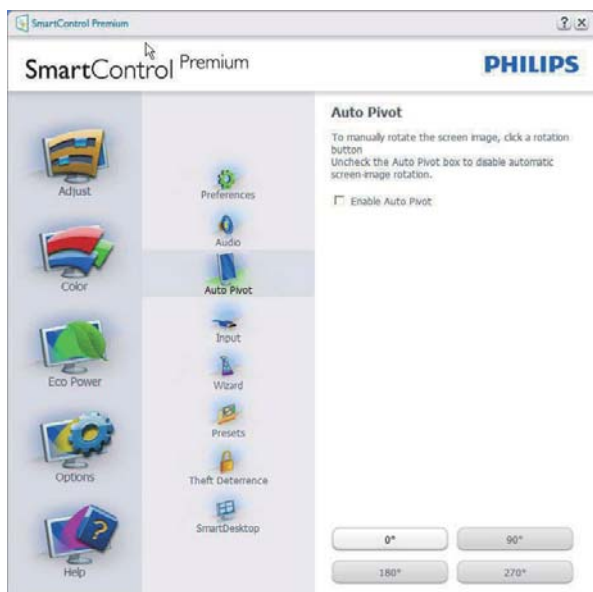 SmartControl Premium
SmartControl Premium
PHILIPS
Adjust
Color
Eco Power
Options
Help
Preferences
Audio
Auto Pivot
Input
Wizard
Presets
Theft Deterrence
SmartDesktop
Auto Pivot
To manually rotate the screen image, click a rotation
button
Uncheck the Auto Pivot box to disable automatic
screen image rotation.
Enable Auto Pivot
0°
90°
180°
270°